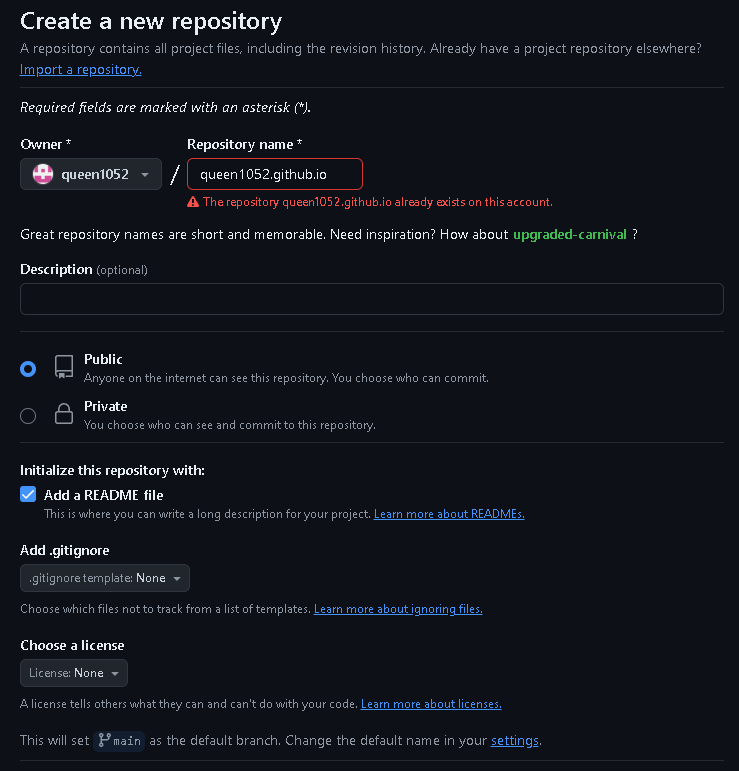 Create a new repository
A repository contains all project files, including the revision history. Already have a project repository elsewhere?
Import a repository.
Required fields are marked with an asterisk (*).
Owner * Repository name *
queen1052 / queen1052.github.io
The repository queen1052.github.io already exists on this account.
Great repository names are short and memorable. Need inspiration? How about upgraded-carnival ?
Description (optional)
Public
Anyone on the internet can see this repository. You choose who can commit.
Private
You choose who can see and commit to this repository.
Initialize this repository with:
Add a README file
This is where you can write a long description for your project. Learn more about READMEs.
Add .gitignore
.gitignore template: None
Choose which files not to track from a list of templates. Learn more about ignoring files.
Choose a license
License: None
A license tells others what they can and can't do with your code. Learn more about licenses.
This will set main as the default branch. Change the default name in your settings.